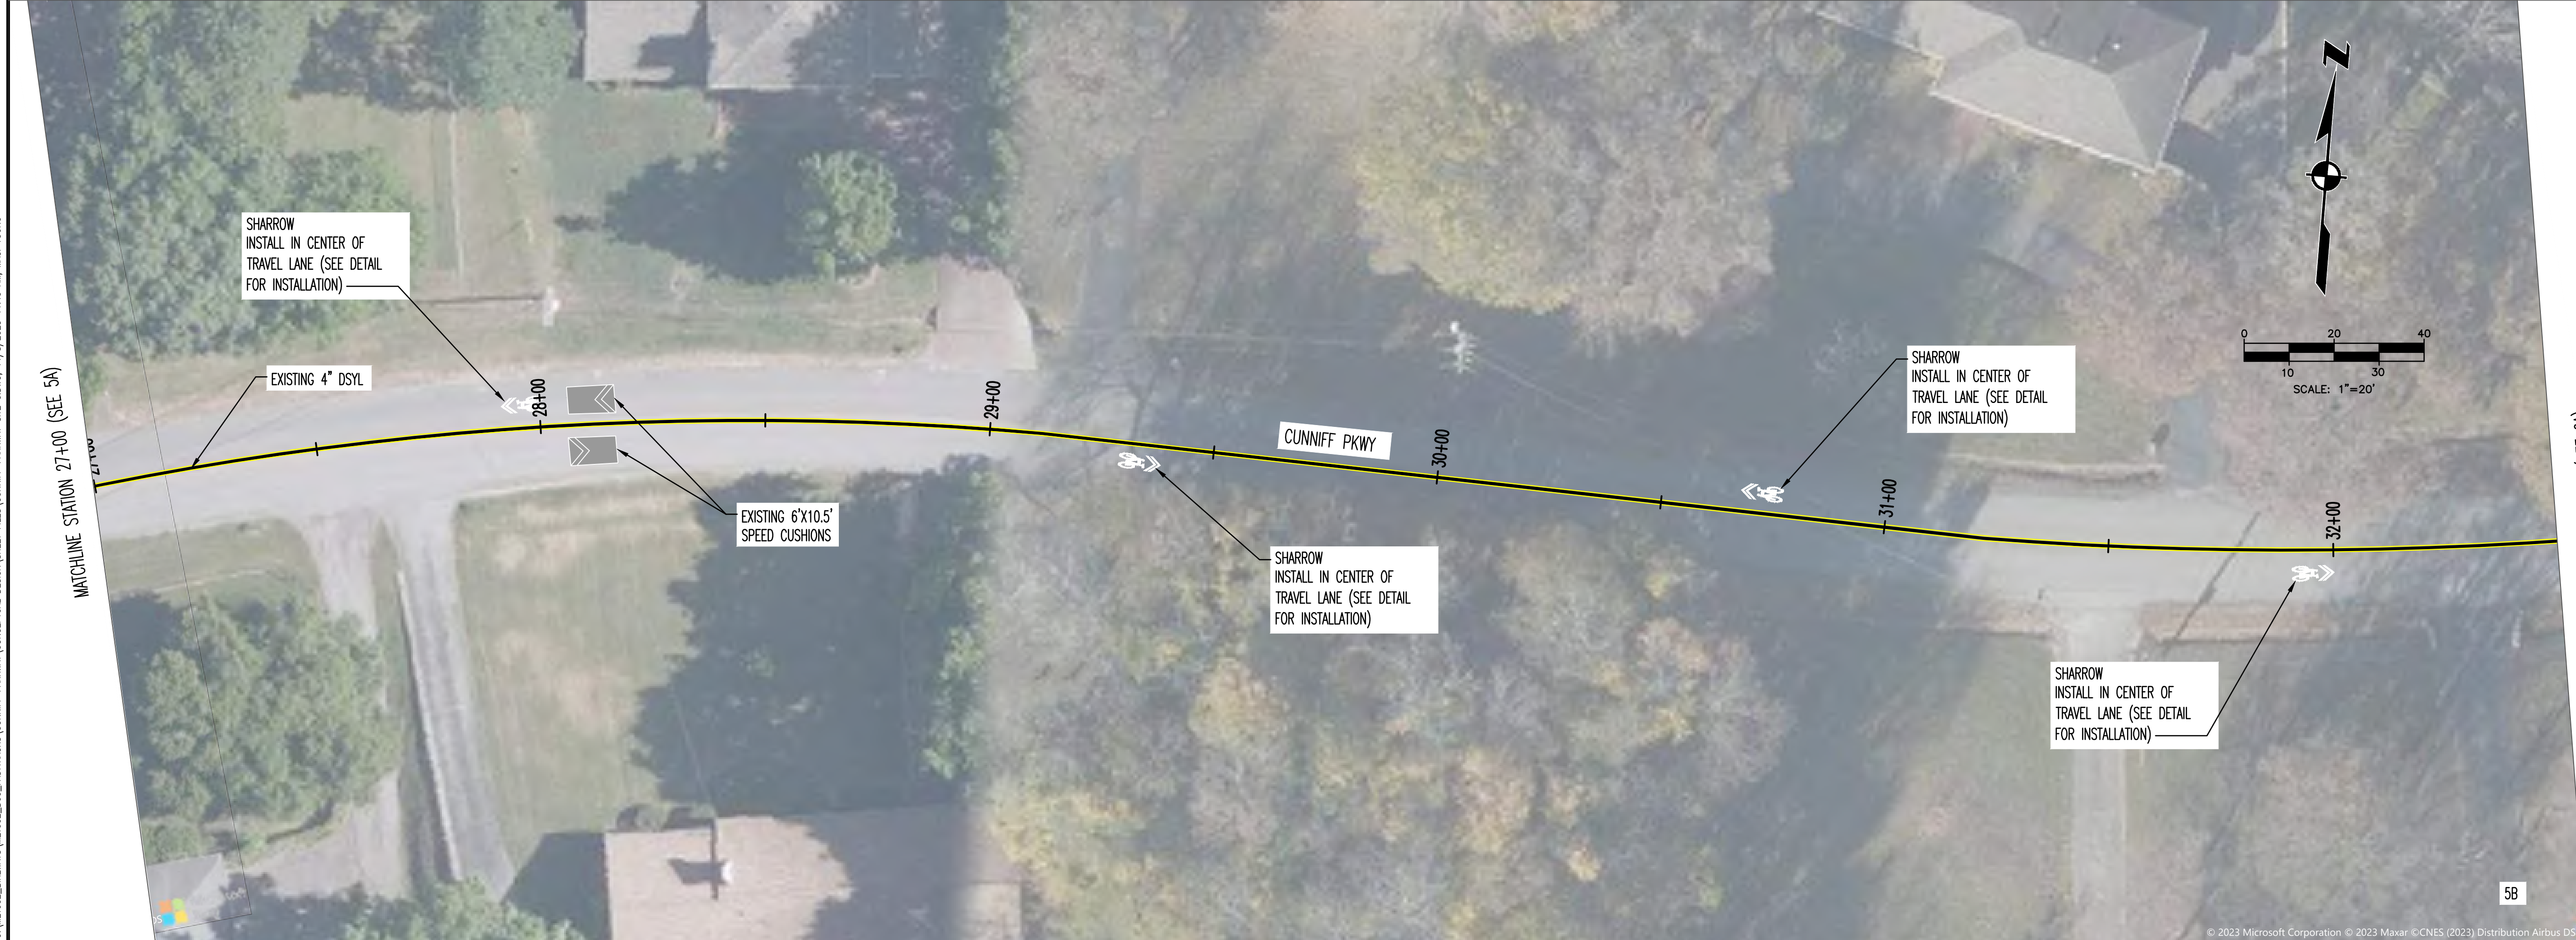 SHARROW
INSTALL IN CENTER OF
TRAVEL LANE (SEE DETAIL
FOR INSTALLATION)
EXISTING 4" DSYL
MATCHLINE STATION 27+00 (SEE 5A)
28+00
29+00
EXISTING 6'X10.5'
SPEED CUSHIONS
CUNNIFF PKWY
30+00
SHARROW
INSTALL IN CENTER OF
TRAVEL LANE (SEE DETAIL
FOR INSTALLATION)
SHARROW
INSTALL IN CENTER OF
TRAVEL LANE (SEE DETAIL
FOR INSTALLATION)
31+00
32+00
SHARROW
INSTALL IN CENTER OF
TRAVEL LANE (SEE DETAIL
FOR INSTALLATION)
N
0 20 40
10 30
SCALE: 1"=20'
5B
© 2023 Microsoft Corporation © 2023 Maxar ©CNES (2023) Distribution Airbus